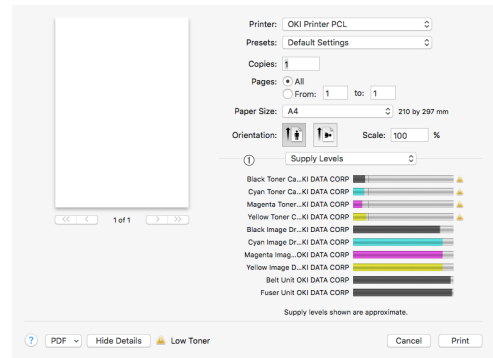 Printer: OKI Printer PCL
Presets: Default Settings
Copies: 1
Pages: All
From: 1 to: 1
Paper Size: A4 210 by 297 mm
Orientation: Scale: 100 %
① Supply Levels
Black Toner Ca...KI DATA CORP
Cyan Toner Ca...KI DATA CORP
Magenta Toner...KI DATA CORP
Yellow Toner C...KI DATA CORP
<< < 1 of 1 > >>
Black Image Dr...KI DATA CORP
Cyan Image Dr...KI DATA CORP
Magenta Imag...OKI DATA CORP
Yellow Image D...KI DATA CORP
Belt Unit OKI DATA CORP
Fuser Unit OKI DATA CORP
Supply levels shown are approximate.
? PDF Hide Details Low Toner Cancel Print